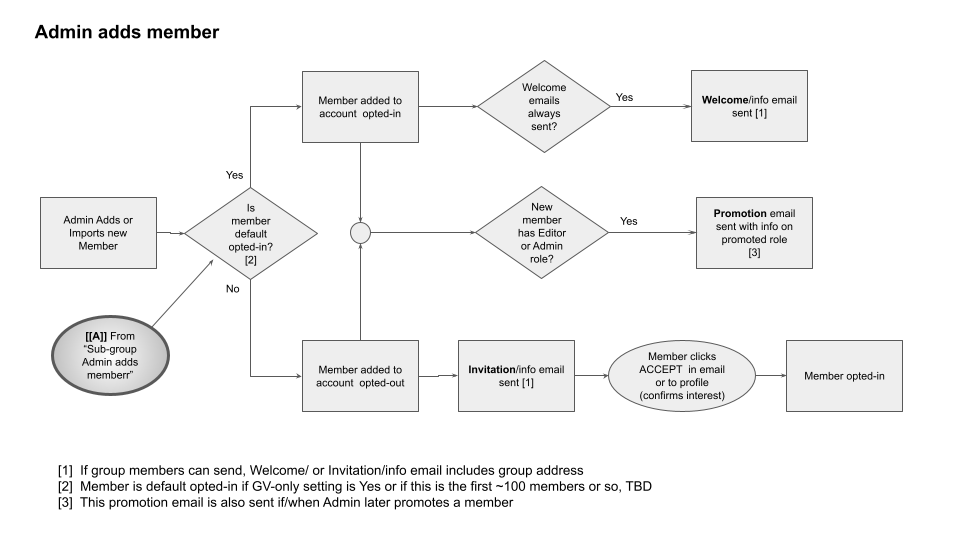 Admin adds member
Member added to
account opted-in
Welcome
emails
always
sent?
Yes
Welcome/info email
sent [1]
Yes
Admin Adds or
Imports new
Member
Is
member
default
opted-in?
[2]
New
member
has Editor
or Admin
role?
Yes
Promotion email
sent with info on
promoted role
[3]
No
[[A]] From
“Sub-group
Admin adds
memberr”
Member added to
account opted-out
Invitation/info email
sent [1]
Member clicks
ACCEPT in email
or to profile
(confirms interest)
Member opted-in
[1] If group members can send, Welcome/ or Invitation/info email includes group address
[2] Member is default opted-in if GV-only setting is Yes or if this is the first ~100 members or so, TBD
[3] This promotion email is also sent if/when Admin later promotes a member